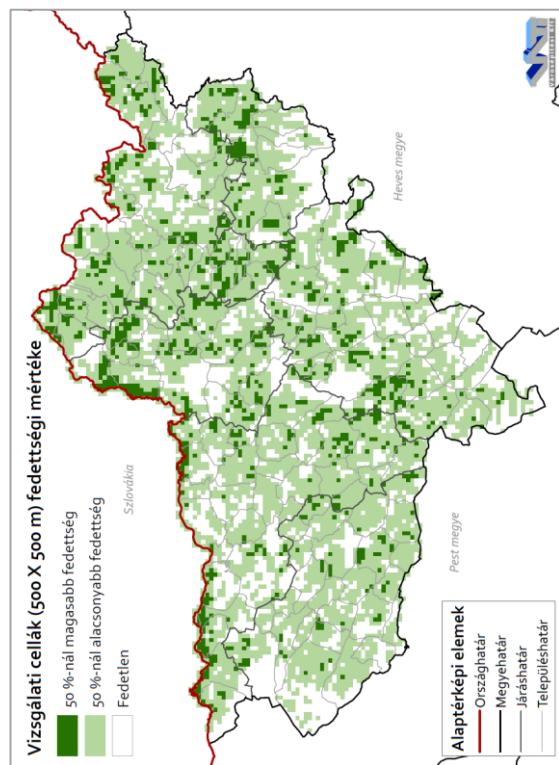 Vizsgálati cellák (500 X 500 m) fedettségi mértéke
50 %-nál magasabb fedettség
50 %-nál alacsonyabb fedettség
Fedetlen
Szlovákia
Heves megye
Pest megye
Alaptérképi elemek
Országhatár
Megyehatár
Járáshatár
Településhatár